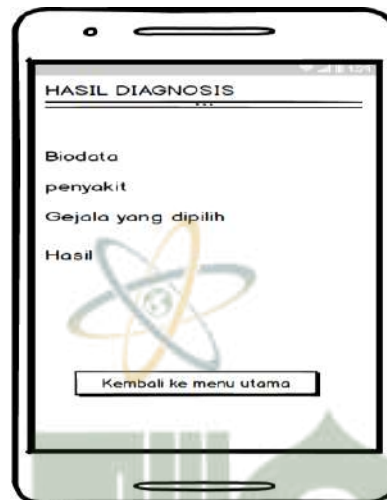 HASIL DIAGNOSIS
Biodata
penyakit
Gejala yang dipilih
Hasil
Kembali ke menu utama